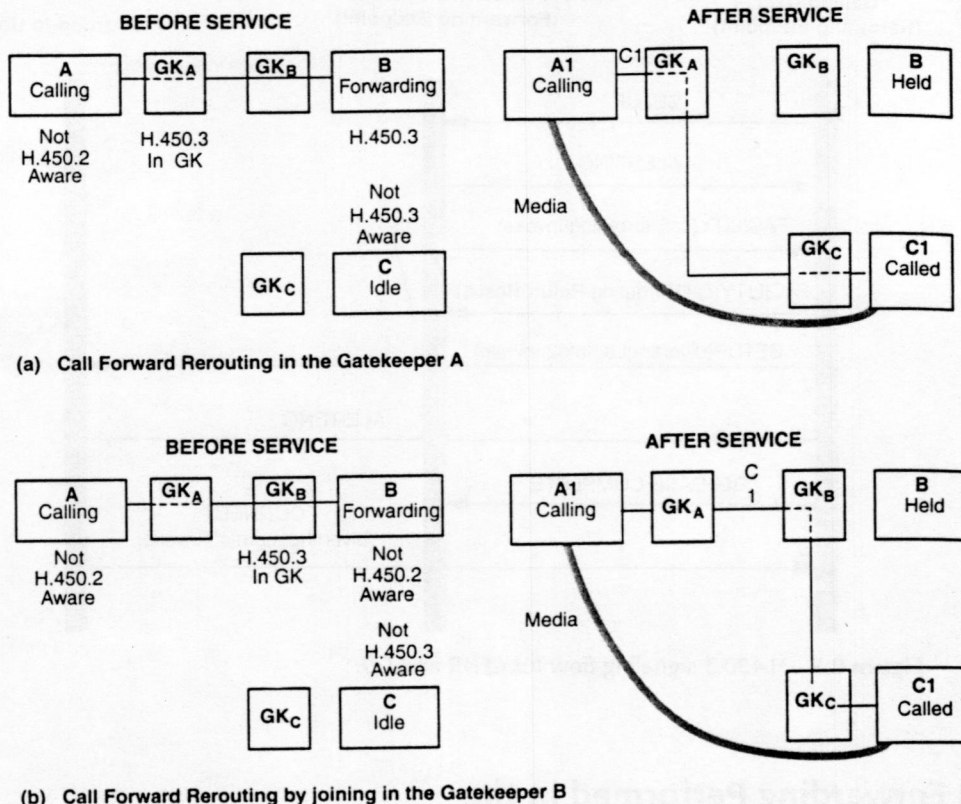 BEFORE SERVICE
A
Calling
GKA
GKB
B
Forwarding
Not
H.450.2
Aware
H.450.3
In GK
H.450.3
Not
H.450.3
Aware
GKC
C
Idle
AFTER SERVICE
A1
Calling
C1
GKA
GKB
B
Held
Media
GKC
C1
Called
(a) Call Forward Rerouting in the Gatekeeper A
BEFORE SERVICE
A
Calling
GKA
GKB
B
Forwarding
Not
H.450.2
Aware
H.450.3
In GK
Not
H.450.2
Aware
Not
H.450.3
Aware
GKC
C
Idle
AFTER SERVICE
A1
Calling
GKA
C
1
GKB
B
Held
Media
GKC
C1
Called
(b) Call Forward Rerouting by joining in the Gatekeeper B